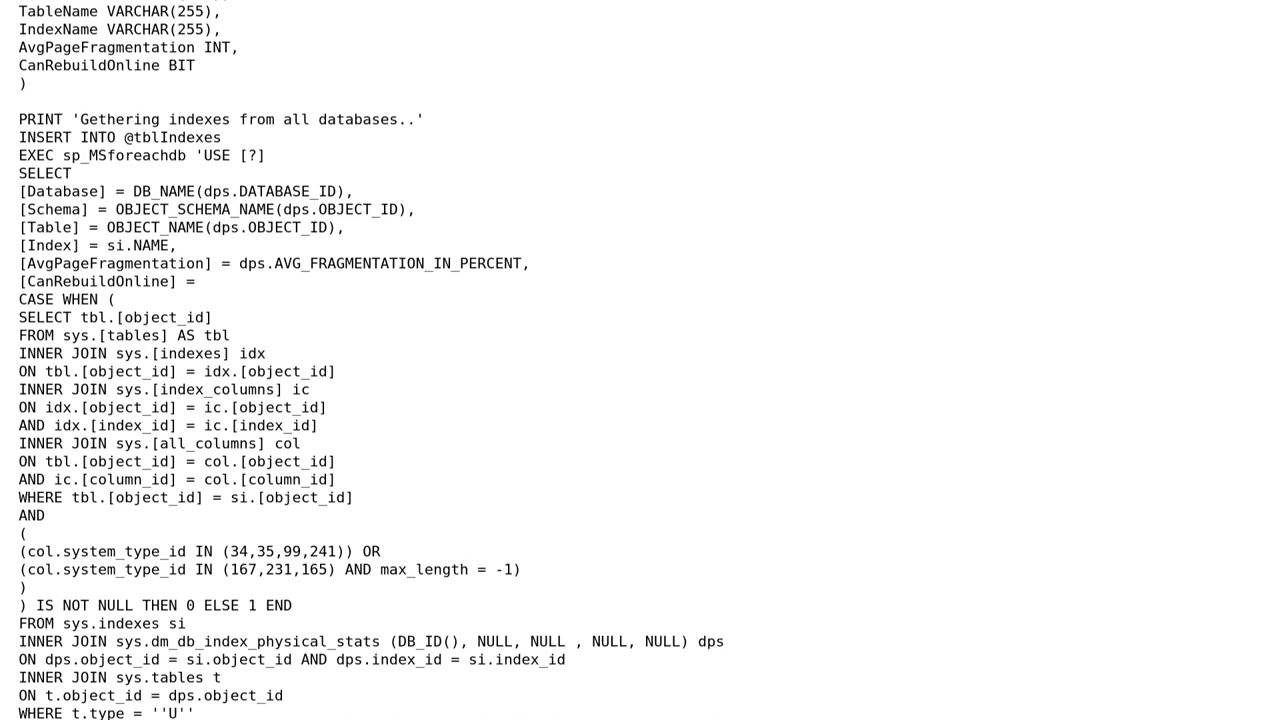 TableName VARCHAR(255),
IndexName VARCHAR(255),
AvgPageFragmentation INT,
CanRebuildOnline BIT
)
PRINT 'Gethering indexes from all databases..'
INSERT INTO @tblIndexes
EXEC sp_MSforeachdb 'USE [?]
SELECT
[Database] = DB_NAME(dps.DATABASE_ID),
[Schema] = OBJECT_SCHEMA_NAME(dps.OBJECT_ID),
[Table] = OBJECT_NAME(dps.OBJECT_ID),
[Index] = si.NAME,
[AvgPageFragmentation] = dps.AVG_FRAGMENTATION_IN_PERCENT,
[CanRebuildOnline] =
CASE WHEN (
SELECT tbl.[object_id]
FROM sys.[tables] AS tbl
INNER JOIN sys.[indexes] idx
ON tbl.[object_id] = idx.[object_id]
INNER JOIN sys.[index_columns] ic
ON idx.[object_id] = ic.[object_id]
AND idx.[index_id] = ic.[index_id]
INNER JOIN sys.[all_columns] col
ON tbl.[object_id] = col.[object_id]
AND ic.[column_id] = col.[column_id]
WHERE tbl.[object_id] = si.[object_id]
AND
(
(col.system_type_id IN (34,35,99,241)) OR
(col.system_type_id IN (167,231,165) AND max_length = -1)
)
) IS NOT NULL THEN 0 ELSE 1 END
FROM sys.indexes si
INNER JOIN sys.dm_db_index_physical_stats (DB_ID(), NULL, NULL , NULL, NULL) dps
ON dps.object_id = si.object_id AND dps.index_id = si.index_id
INNER JOIN sys.tables t
ON t.object_id = dps.object_id
WHERE t.type = ''U''